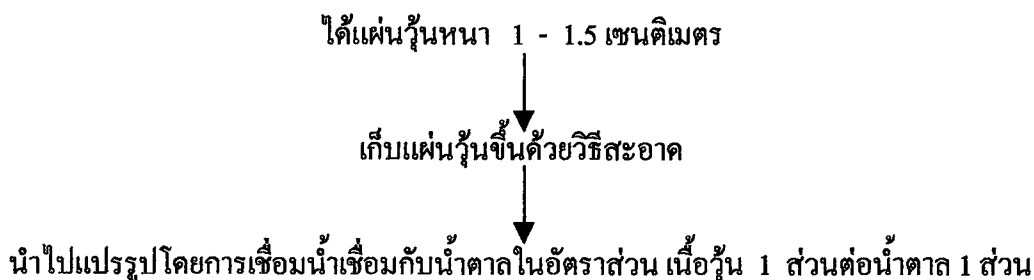 ได้แผ่นวุ้นหนา 1 - 1.5 เซนติเมตร
เก็บแผ่นวุ้นขึ้นด้วยวิธีสะอาด
นำไปแปรรูปโดยการเชื่อมน้ำเชื่อมกับน้ำตาลในอัตราส่วน เนื้อวุ้น 1 ส่วนต่อน้ำตาล 1 ส่วน